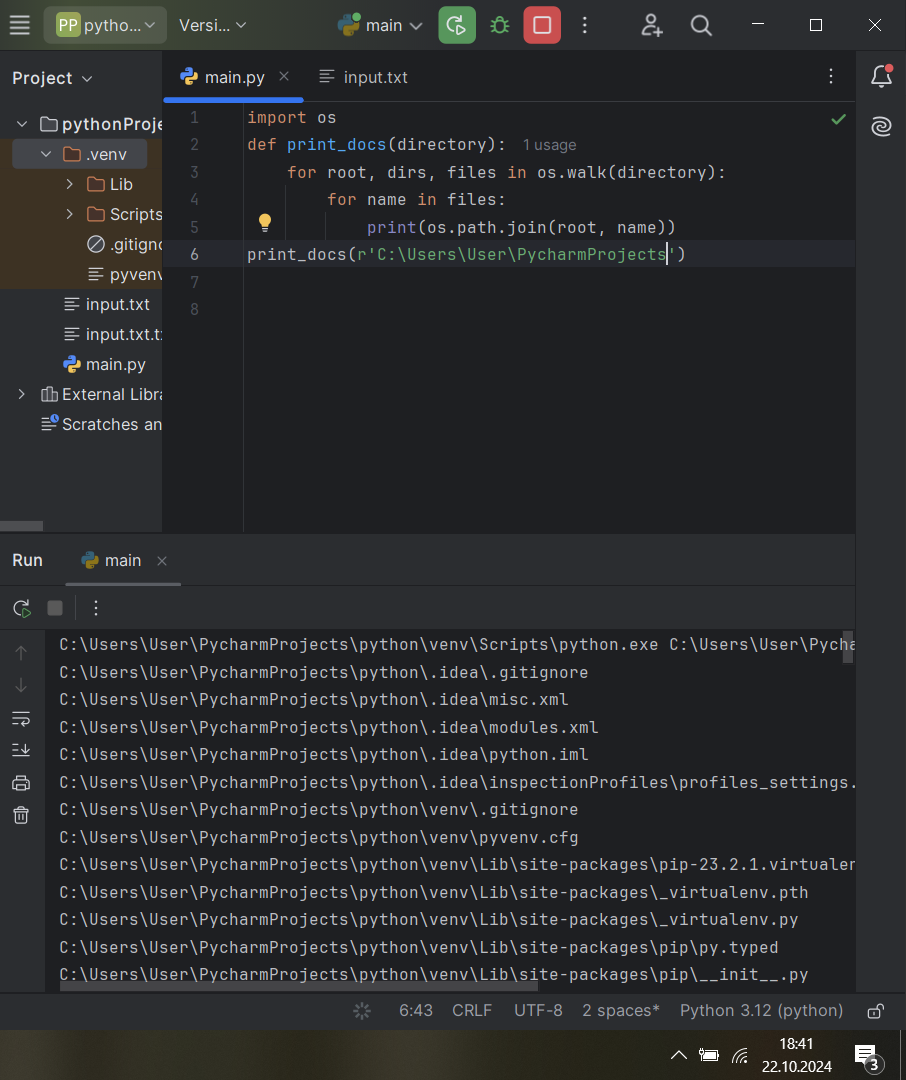 PP pytho...
Versi...
main
Project
main.py
input.txt
pythonProje
.venv
Lib
Scripts
.gitigno
pyvenv
input.txt
input.txt.t
main.py
External Libra
Scratches an
1 import os
2 def print_docs(directory): 1 usage
3 for root, dirs, files in os.walk(directory):
4 for name in files:
5 print(os.path.join(root, name))
6 print_docs(r'C:\Users\User\PycharmProjects')
7
8
Run
main
C:\Users\User\PycharmProjects\python\venv\Scripts\python.exe C:\Users\User\Pycha
C:\Users\User\PycharmProjects\python\.idea\.gitignore
C:\Users\User\PycharmProjects\python\.idea\misc.xml
C:\Users\User\PycharmProjects\python\.idea\modules.xml
C:\Users\User\PycharmProjects\python\.idea\python.iml
C:\Users\User\PycharmProjects\python\.idea\inspectionProfiles\profiles_settings.
C:\Users\User\PycharmProjects\python\venv\.gitignore
C:\Users\User\PycharmProjects\python\venv\pyvenv.cfg
C:\Users\User\PycharmProjects\python\venv\Lib\site-packages\pip-23.2.1.virtualen
C:\Users\User\PycharmProjects\python\venv\Lib\site-packages\_virtualenv.pth
C:\Users\User\PycharmProjects\python\venv\Lib\site-packages\_virtualenv.py
C:\Users\User\PycharmProjects\python\venv\Lib\site-packages\pip\py.typed
C:\Users\User\PycharmProjects\python\venv\Lib\site-packages\pip\__init__.py
6:43 CRLF UTF-8 2 spaces* Python 3.12 (python)
18:41
22.10.2024
3